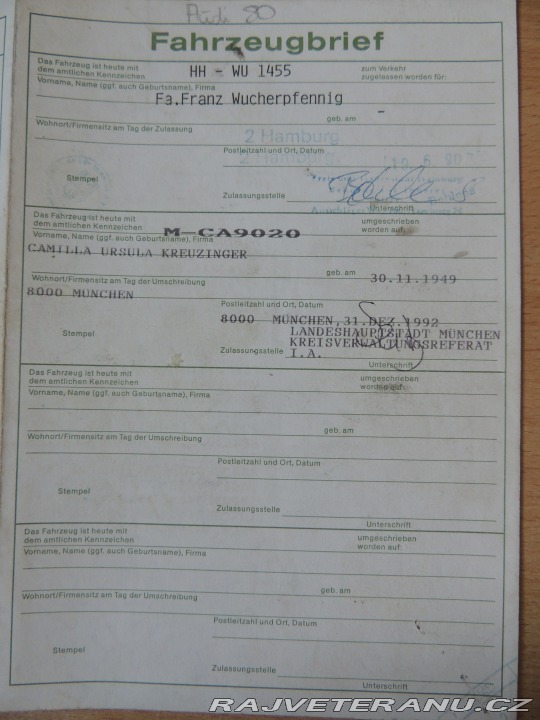 Audi 80
Fahrzeugbrief
Das Fahrzeug ist heute mit
dem amtlichen Kennzeichen HH - WU 1455 zum Verkehr
zugelassen worden für:
Vorname, Name (ggf. auch Geburtsname), Firma
Fa.Franz Wucherpfennig
geb. am -
Wohnort/Firmensitz am Tag der Zulassung
2 Hamburg
Postleitzahl und Ort, Datum
2 Hamburg
Stempel
Zulassungsstelle
Unterschrift
Das Fahrzeug ist heute mit
dem amtlichen Kennzeichen M-CA9020 umgeschrieben
worden auf:
Vorname, Name (ggf. auch Geburtsname), Firma
CAMILLA URSULA KREUZINGER
geb. am 30.11.1949
Wohnort/Firmensitz am Tag der Umschreibung
8000 MÜNCHEN
Postleitzahl und Ort, Datum
8000 MÜNCHEN,31.DEZ.1992
Stempel
LANDESHAUPTSTADT MÜNCHEN
KREISVERWALTUNGSREFERAT
Zulassungsstelle I.A.
Unterschrift
Das Fahrzeug ist heute mit
dem amtlichen Kennzeichen umgeschrieben
worden auf:
Vorname, Name (ggf. auch Geburtsname), Firma
geb. am
Wohnort/Firmensitz am Tag der Umschreibung
Postleitzahl und Ort, Datum
Stempel
Zulassungsstelle
Unterschrift
Das Fahrzeug ist heute mit
dem amtlichen Kennzeichen umgeschrieben
worden auf:
Vorname, Name (ggf. auch Geburtsname), Firma
geb. am
Wohnort/Firmensitz am Tag der Umschreibung
Postleitzahl und Ort, Datum
Stempel
Zulassungsstelle
Unterschrift
RAJVETERANU.CZ